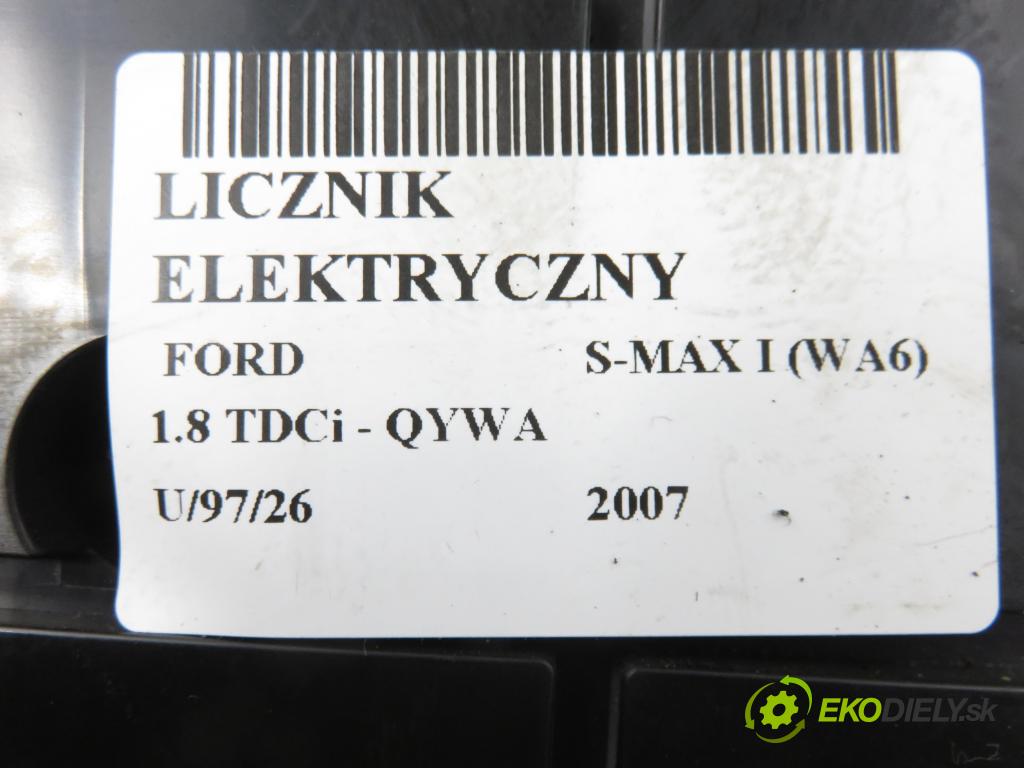 LICZNIK
ELEKTRYCZNY
FORD S-MAX I (WA6)
1.8 TDCi - QYWA
U/97/26 2007
EKODIELY.sk